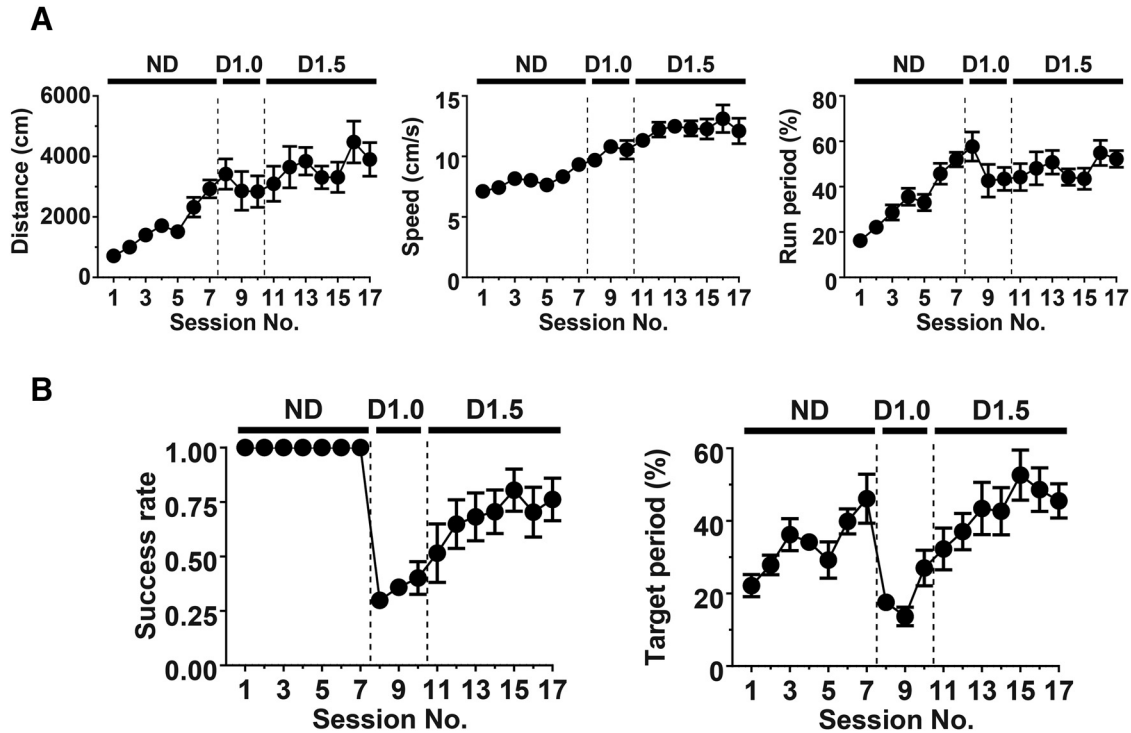 A
ND D1.0 D1.5
Distance (cm)
6000
4000
2000
0
1 3 5 7 9 11 13 15 17
Session No.
ND D1.0 D1.5
Speed (cm/s)
15
10
5
0
1 3 5 7 9 11 13 15 17
Session No.
ND D1.0 D1.5
Run period (%)
80
60
40
20
0
1 3 5 7 9 11 13 15 17
Session No.
B
ND D1.0 D1.5
Success rate
1.00
0.75
0.50
0.25
0.00
1 3 5 7 9 11 13 15 17
Session No.
ND D1.0 D1.5
Target period (%)
60
40
20
0
1 3 5 7 9 11 13 15 17
Session No.